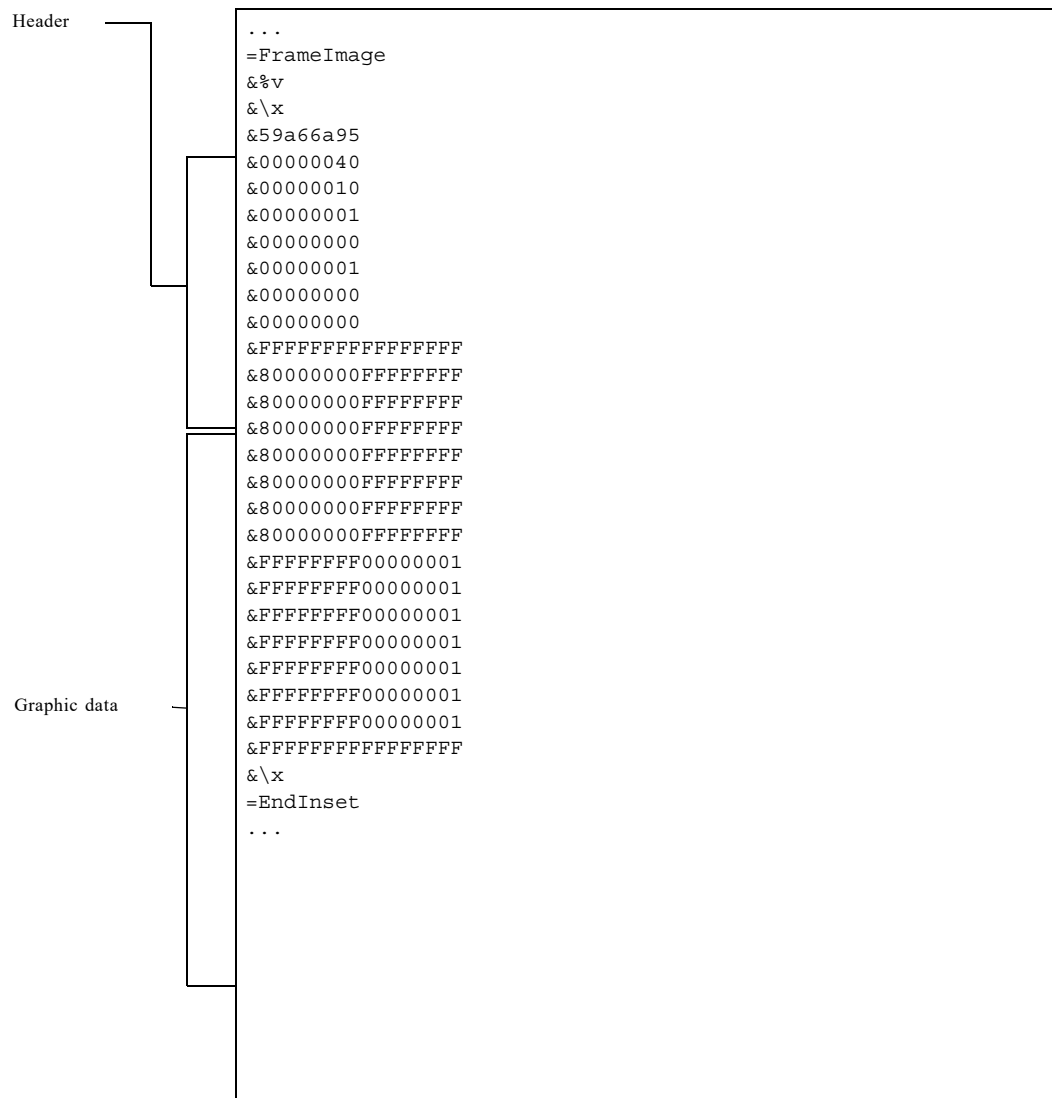 Header
...
=FrameImage
&%v
&\x
&59a66a95
&00000040
&00000010
&00000001
&00000000
&00000001
&00000000
&00000000
&FFFFFFFFFFFFFFFF
&80000000FFFFFFFF
&80000000FFFFFFFF
&80000000FFFFFFFF
&80000000FFFFFFFF
&80000000FFFFFFFF
&80000000FFFFFFFF
&80000000FFFFFFFF
&FFFFFFFF00000001
&FFFFFFFF00000001
&FFFFFFFF00000001
&FFFFFFFF00000001
&FFFFFFFF00000001
Graphic data
&FFFFFFFF00000001
&FFFFFFFF00000001
&FFFFFFFFFFFFFFFF
&\x
=EndInset
...